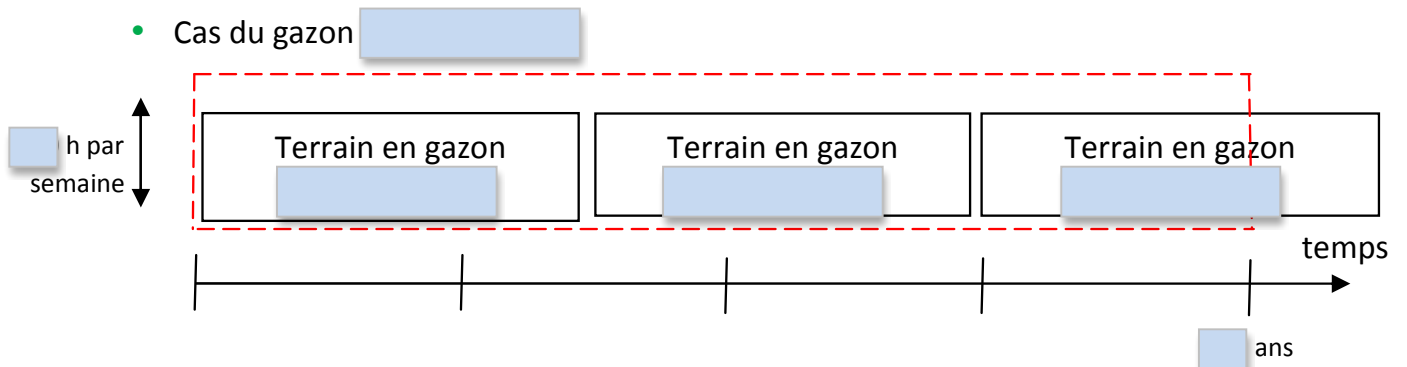 • Cas du gazon
Terrain en gazon
Terrain en gazon
Terrain en gazon
h par
semaine
temps
ans